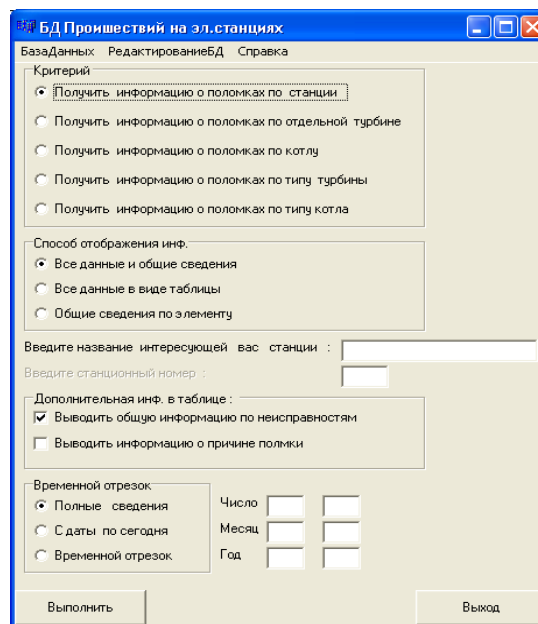 БД Проишествий на эл.станциях
БазаДанных РедактированиеБД Справка
Критерий
Получить информацию о поломках по станции
Получить информацию о поломках по отдельной турбине
Получить информацию о поломках по котлу
Получить информацию о поломках по типу турбины
Получить информацию о поломках по типу котла
Способ отображения инф.
Все данные и общие сведения
Все данные в виде таблицы
Общие сведения по элементу
Введите название интересующей вас станции :
Введите станционный номер :
Дополнительная инф. в таблице :
Выводить общую информацию по неисправностям
Выводить информацию о причине полмки
Временной отрезок
Полные сведения
С даты по сегодня
Временной отрезок
Число
Месяц
Год
Выполнить
Выход